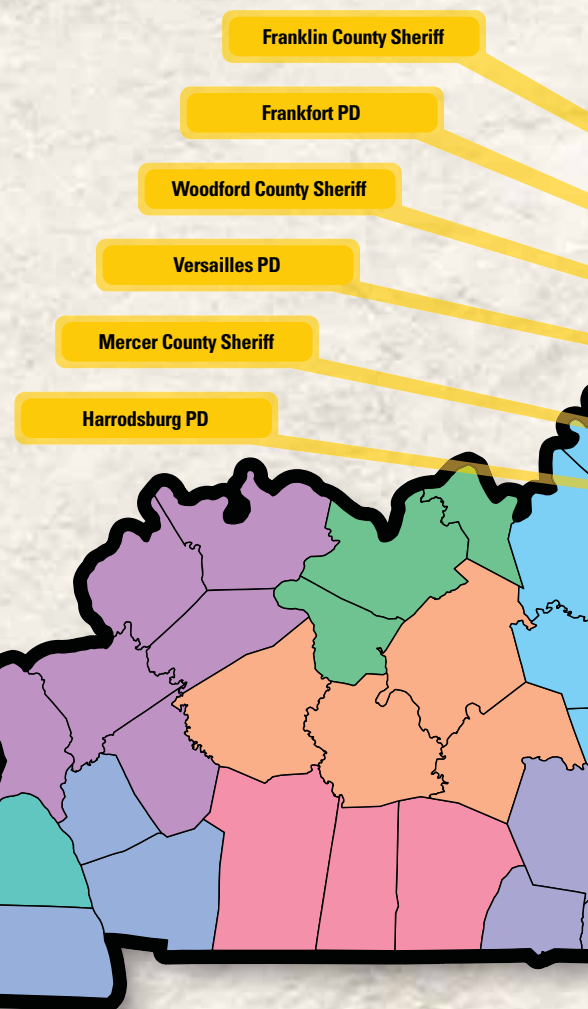 Franklin County Sheriff
Frankfort PD
Woodford County Sheriff
Versailles PD
Mercer County Sheriff
Harrodsburg PD